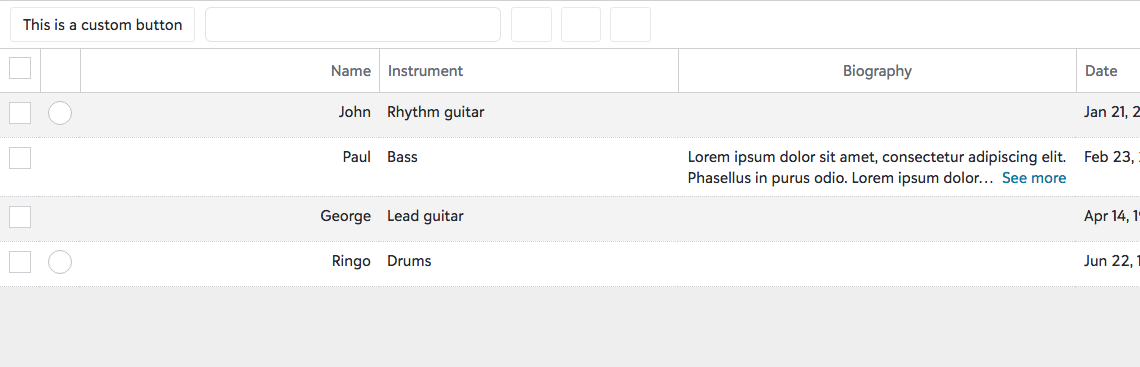 This is a custom button
Name Instrument Biography Date
John Rhythm guitar Jan 21, 2
Paul Bass Lorem ipsum dolor sit amet, consectetur adipiscing elit. Feb 23,
Phasellus in purus odio. Lorem ipsum dolor… See more
George Lead guitar Apr 14, 1
Ringo Drums Jun 22, 1